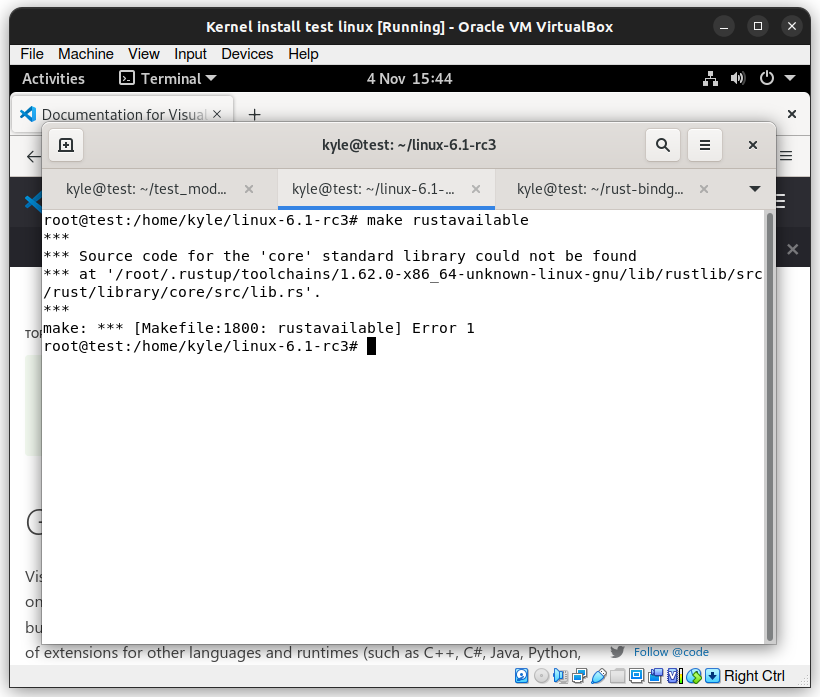 Kernel install test linux [Running] - Oracle VM VirtualBox
File Machine View Input Devices Help
Activities Terminal 4 Nov 15:44
Documentation for Visual
kyle@test: ~/linux-6.1-rc3
kyle@test: ~/test_mod... kyle@test: ~/linux-6.1-... kyle@test: ~/rust-bindg...
root@test:/home/kyle/linux-6.1-rc3# make rustavailable
***
*** Source code for the 'core' standard library could not be found
*** at '/root/.rustup/toolchains/1.62.0-x86_64-unknown-linux-gnu/lib/rustlib/src
/rust/library/core/src/lib.rs'.
***
make: *** [Makefile:1800: rustavailable] Error 1
root@test:/home/kyle/linux-6.1-rc3#
of extensions for other languages and runtimes (such as C++, C#, Java, Python,
Follow @code
Right Ctrl